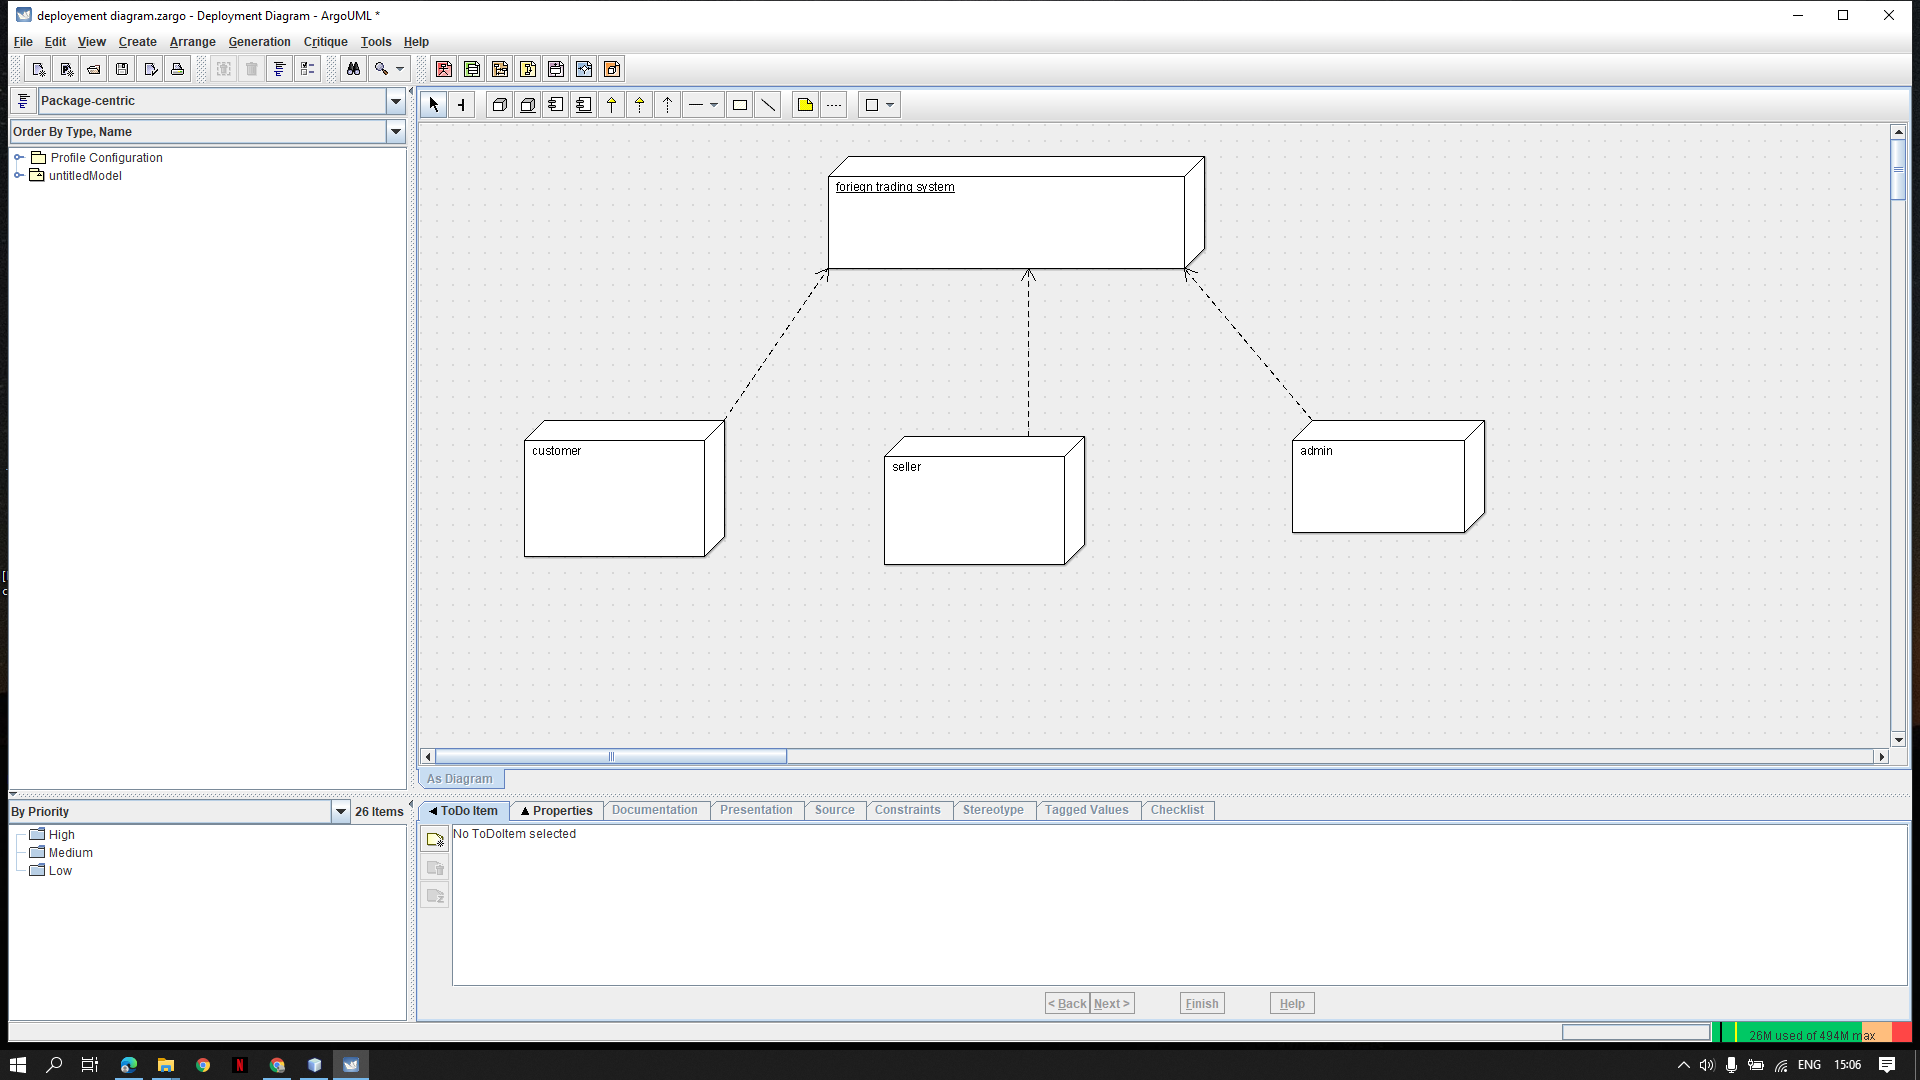 deployement diagram.zargo - Deployment Diagram - ArgoUML *
File Edit View Create Arrange Generation Critique Tools Help
Package-centric
Order By Type, Name
Profile Configuration
untitledModel
foriegn trading system
customer
seller
admin
As Diagram
By Priority
26 Items
High
Medium
Low
ToDo Item
Properties
Documentation
Presentation
Source
Constraints
Stereotype
Tagged Values
Checklist
No ToDoItem selected
< Back
Next >
Finish
Help
26M used of 494M max
ENG
15:06